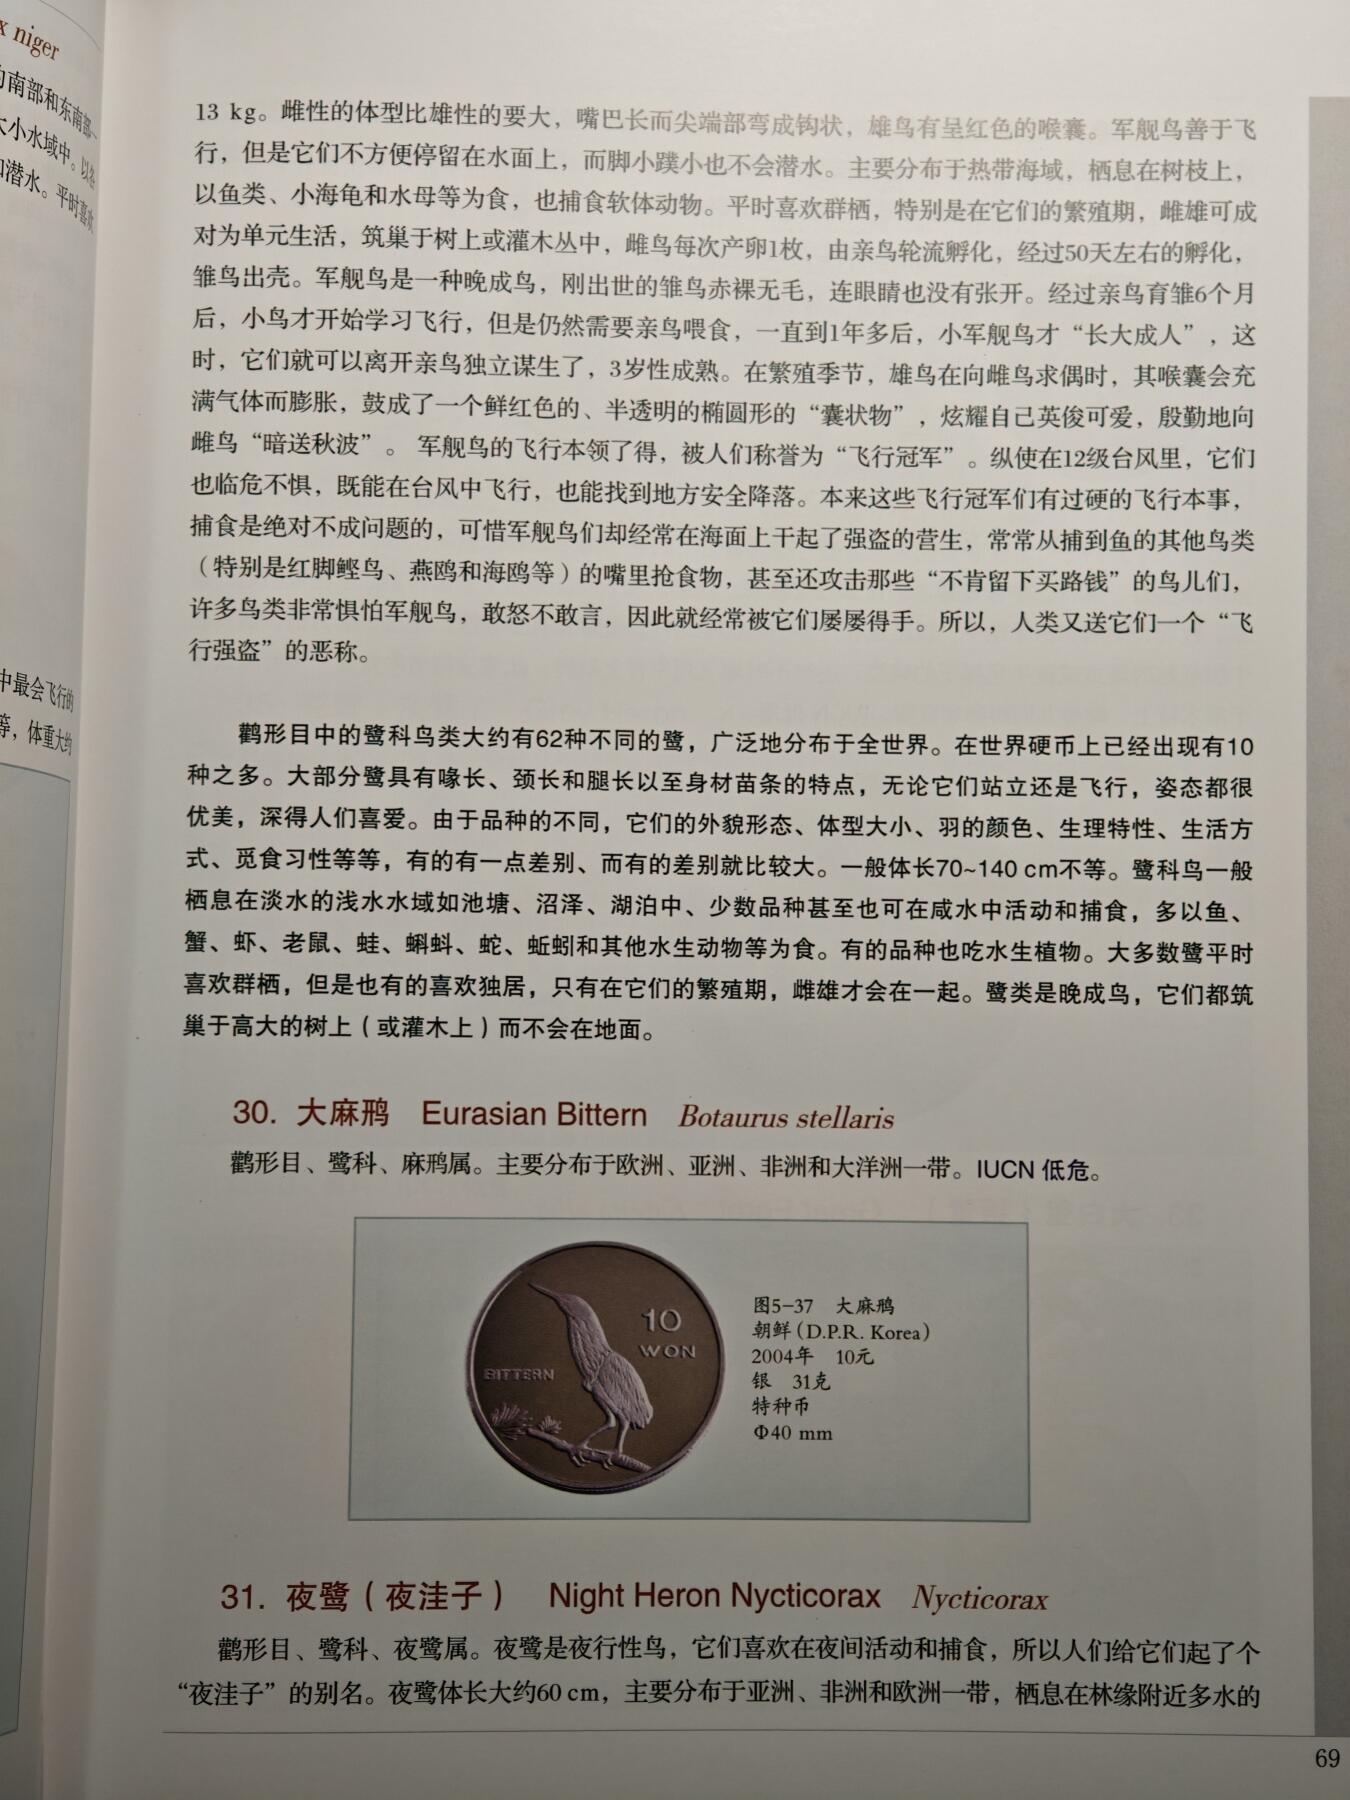 x niger
的南部和东南部一
大小水域中。以各
和潜水。平时喜欢
中最会飞行的
等，体重大约
13 kg。雌性的体型比雄性的要大，嘴巴长而尖端部弯成钩状，雄鸟有呈红色的喉囊。军舰鸟善于飞
行，但是它们不方便停留在水面上，而脚小蹼小也不会潜水。主要分布于热带海域，栖息在树枝上，
以鱼类、小海龟和水母等为食，也捕食软体动物。平时喜欢群栖，特别是在它们的繁殖期，雌雄可成
对为单元生活，筑巢于树上或灌木丛中，雌鸟每次产卵1枚，由亲鸟轮流孵化，经过50天左右的孵化，
雏鸟出壳。军舰鸟是一种晚成鸟，刚出世的雏鸟赤裸无毛，连眼睛也没有张开。经过亲鸟育雏6个月
后，小鸟才开始学习飞行，但是仍然需要亲鸟喂食，一直到1年多后，小军舰鸟才“长大成人”，这
时，它们就可以离开亲鸟独立谋生了，3岁性成熟。在繁殖季节，雄鸟在向雌鸟求偶时，其喉囊会充
满气体而膨胀，鼓成了一个鲜红色的、半透明的椭圆形的“囊状物”，炫耀自己英俊可爱，殷勤地向
雌鸟“暗送秋波”。 军舰鸟的飞行本领了得，被人们称誉为“飞行冠军”。纵使在12级台风里，它们
也临危不惧，既能在台风中飞行，也能找到地方安全降落。本来这些飞行冠军们有过硬的飞行本事，
捕食是绝对不成问题的，可惜军舰鸟们却经常在海面上干起了强盗的营生，常常从捕到鱼的其他鸟类
（特别是红脚鲣鸟、燕鸥和海鸥等）的嘴里抢食物，甚至还攻击那些“不肯留下买路钱”的鸟儿们，
许多鸟类非常惧怕军舰鸟，敢怒不敢言，因此就经常被它们屡屡得手。所以，人类又送它们一个“飞
行强盗”的恶称。
鹳形目中的鹭科鸟类大约有62种不同的鹭，广泛地分布于全世界。在世界硬币上已经出现有10
种之多。大部分鹭具有喙长、颈长和腿长以至身材苗条的特点，无论它们站立还是飞行，姿态都很
优美，深得人们喜爱。由于品种的不同，它们的外貌形态、体型大小、羽的颜色、生理特性、生活方
式、觅食习性等等，有的有一点差别、而有的差别就比较大。一般体长70~140 cm不等。鹭科鸟一般
栖息在淡水的浅水水域如池塘、沼泽、湖泊中、少数品种甚至也可在咸水中活动和捕食，多以鱼、
蟹、虾、老鼠、蛙、蝌蚪、蛇、蚯蚓和其他水生动物等为食。有的品种也吃水生植物。大多数鹭平时
喜欢群栖，但是也有的喜欢独居，只有在它们的繁殖期，雌雄才会在一起。鹭类是晚成鸟，它们都筑
巢于高大的树上（或灌木上）而不会在地面。
30. 大麻鳽 Eurasian Bittern Botaurus stellaris
鹳形目、鹭科、麻鳽属。主要分布于欧洲、亚洲、非洲和大洋洲一带。IUCN 低危。
10
WON
BITTERN
图5-37 大麻鳽
朝鲜（D.P.R. Korea）
2004年 10元
银 31克
特种币
Φ40 mm
31. 夜鹭（夜洼子） Night Heron Nycticorax Nycticorax
鹳形目、鹭科、夜鹭属。夜鹭是夜行性鸟，它们喜欢在夜间活动和捕食，所以人们给它们起了个
“夜洼子”的别名。夜鹭体长大约60 cm，主要分布于亚洲、非洲和欧洲一带，栖息在林缘附近多水的
69